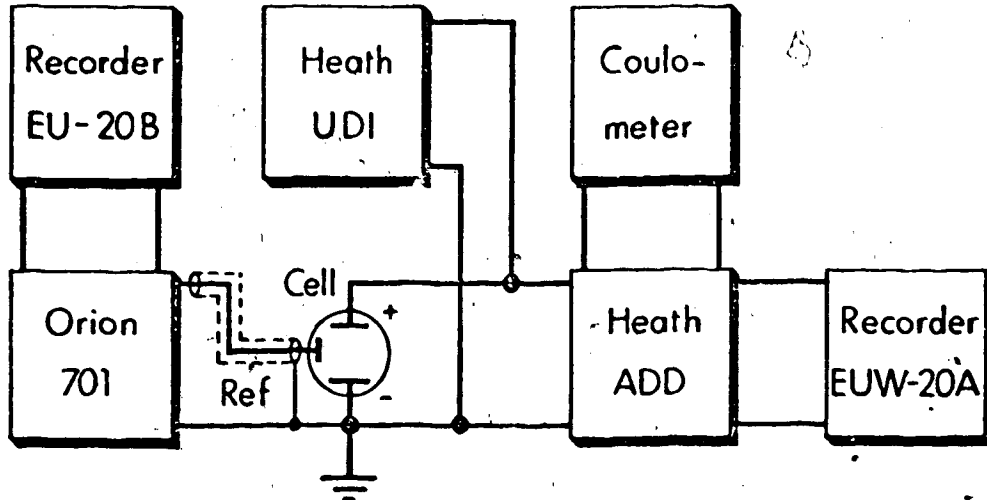 Recorder
EU-20B
Heath
UDI
Coulo-
meter
Orion
701
Cell
+
Ref
-
Heath
ADD
Recorder
EUW-20A